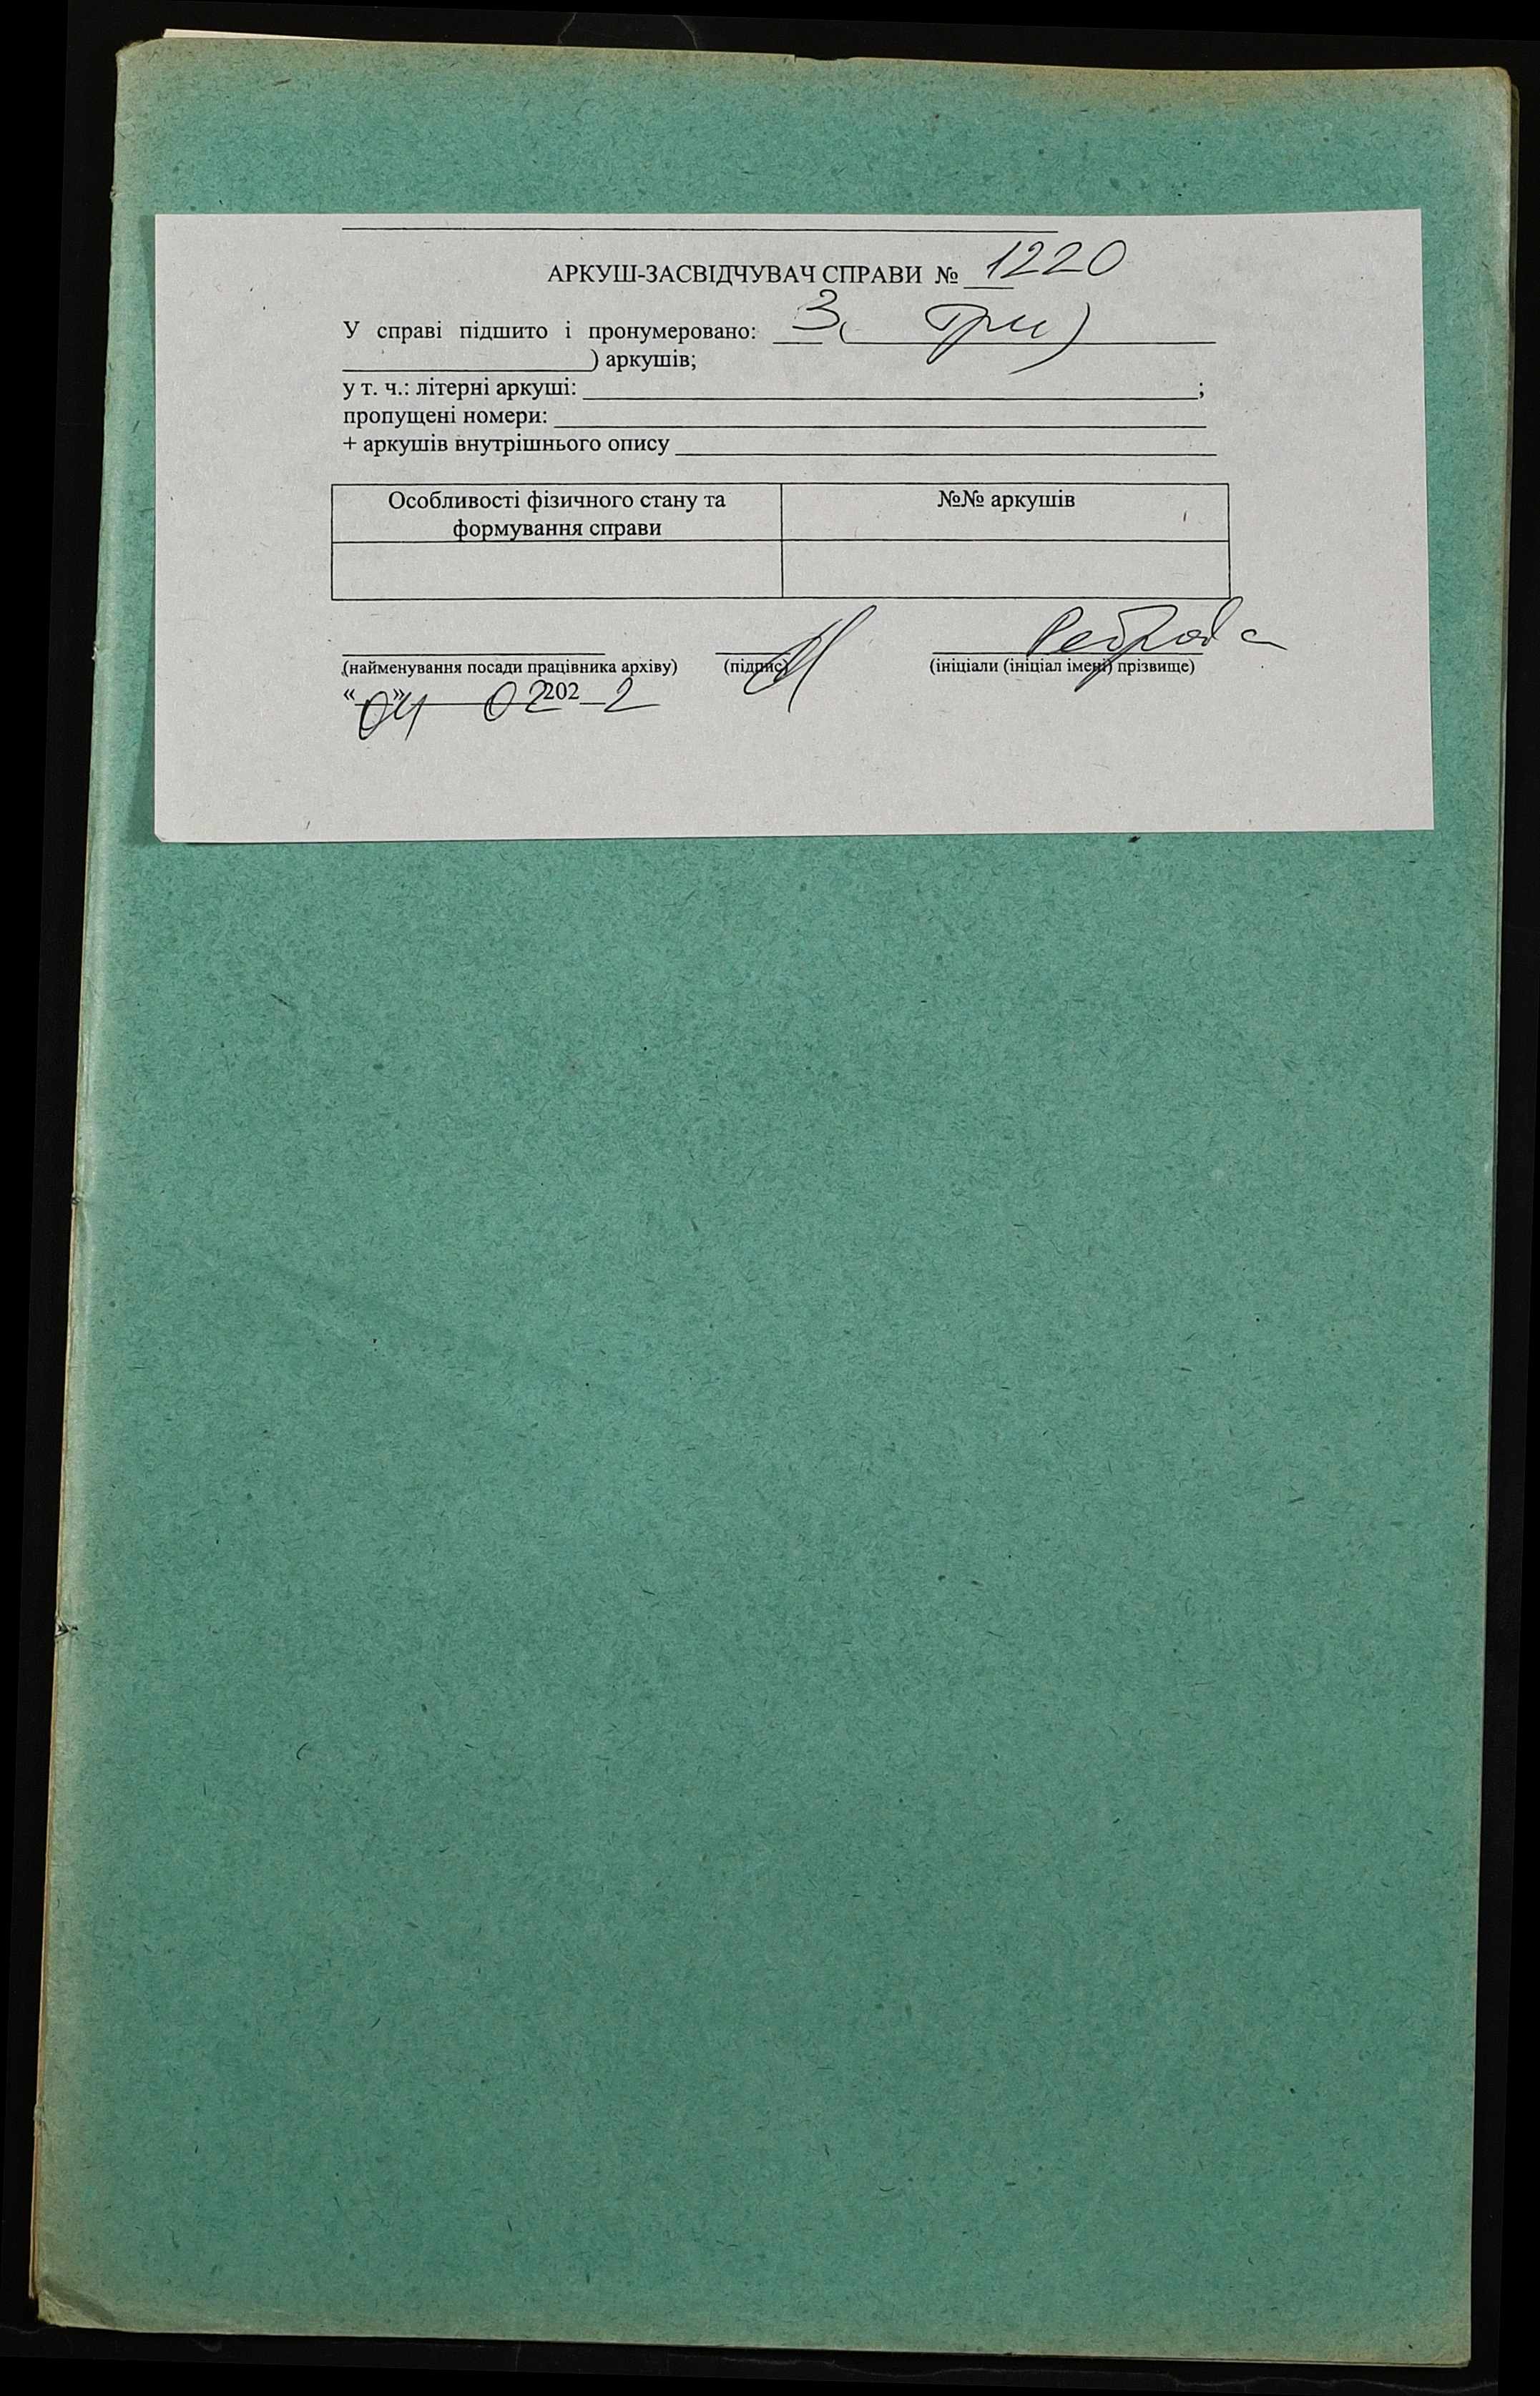 АРКУШ-ЗАСВІДЧУВАЧ СПРАВИ № 1220
У справі підшито і пронумеровано: 3 ( три )
) аркушів;
у т. ч.: літерні аркуші: ;
пропущені номери:
+ аркушів внутрішнього опису
Особливості фізичного стану та
формування справи
№№ аркушів
Реброва
(найменування посади працівника архіву) (підпис) (ініціали (ініціал імені) прізвище)
« 04 » 02 2022